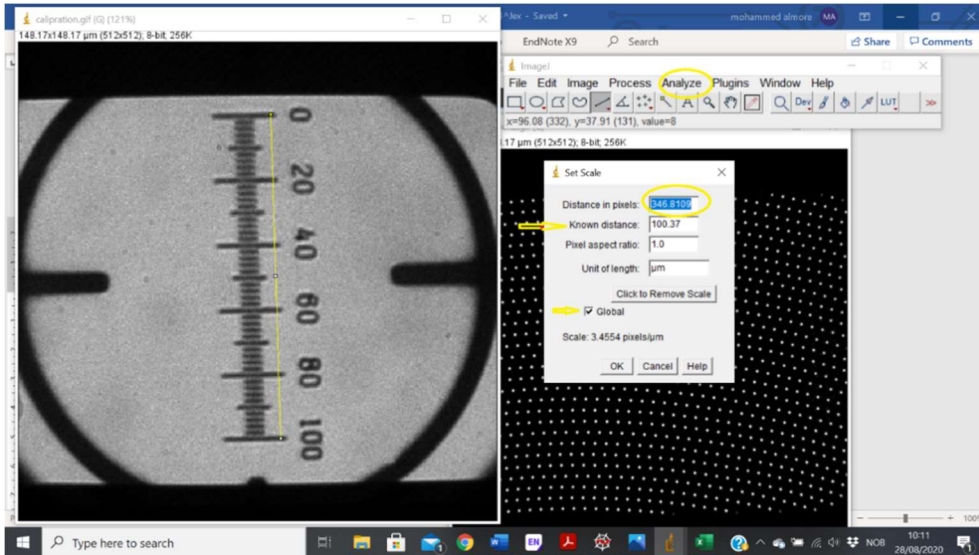 calipration.gif (G) (121%)
148.17x148.17 µm (512x512); 8-bit; 256K
0
20
40
60
80
100
- Saved
mohammed almore
MA
EndNote X9
Search
Share
Comments
ImageJ
File Edit Image Process Analyze Plugins Window Help
A Dev LUT >>
x=96.08 (332), y=37.91 (131), value=8
.17 µm (512x512); 8-bit; 256K
Set Scale
Distance in pixels: 346.8109
Known distance: 100.37
Pixel aspect ratio: 1.0
Unit of length: µm
Click to Remove Scale
Global
Scale: 3.4554 pixels/µm
OK Cancel Help
100
Type here to search
EN
NOB
10:11
28/08/2020